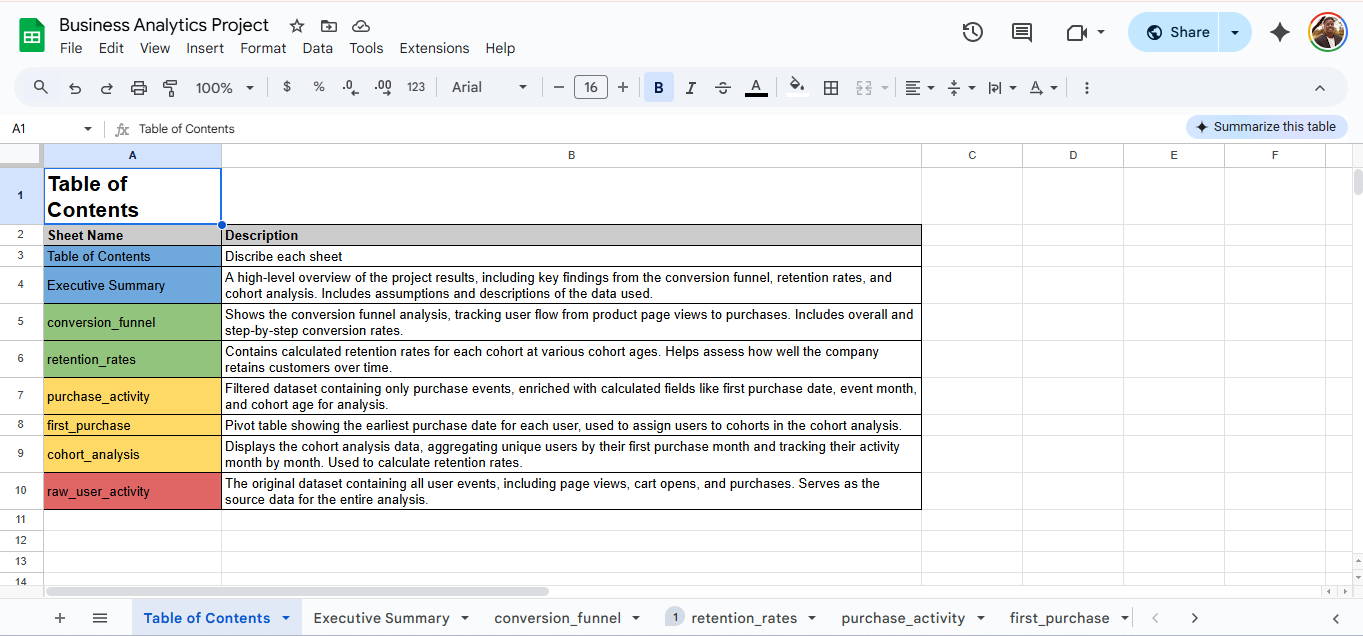 Business Analytics Project
File Edit View Insert Format Data Tools Extensions Help
Share
100% $ % .0 .00 123 Arial 16 B I S A A
A1 fx Table of Contents
Summarize this table
A B C D E F
1 Table of
Contents
2 Sheet Name Description
3 Table of Contents Discribe each sheet
4 Executive Summary A high-level overview of the project results, including key findings from the conversion funnel, retention rates, and
cohort analysis. Includes assumptions and descriptions of the data used.
5 conversion_funnel Shows the conversion funnel analysis, tracking user flow from product page views to purchases. Includes overall and
step-by-step conversion rates.
6 retention_rates Contains calculated retention rates for each cohort at various cohort ages. Helps assess how well the company
retains customers over time.
7 purchase_activity Filtered dataset containing only purchase events, enriched with calculated fields like first purchase date, event month,
and cohort age for analysis.
8 first_purchase Pivot table showing the earliest purchase date for each user, used to assign users to cohorts in the cohort analysis.
9 cohort_analysis Displays the cohort analysis data, aggregating unique users by their first purchase month and tracking their activity
month by month. Used to calculate retention rates.
10 raw_user_activity The original dataset containing all user events, including page views, cart opens, and purchases. Serves as the
source data for the entire analysis.
11
12
13
14
Table of Contents Executive Summary conversion_funnel 1 retention_rates purchase_activity first_purchase